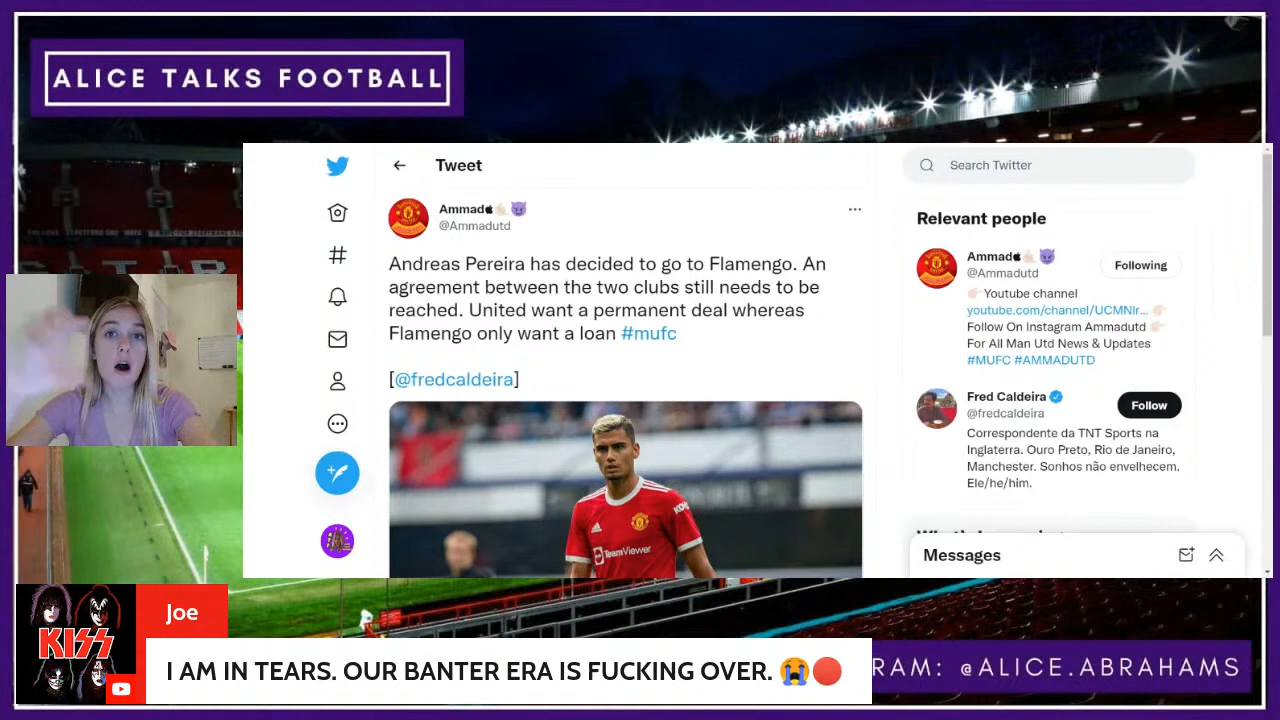 ALICE TALKS FOOTBALL
Tweet
Search Twitter
Ammad
@Ammadutd
Andreas Pereira has decided to go to Flamengo. An
agreement between the two clubs still needs to be
reached. United want a permanent deal whereas
Flamengo only want a loan #mufc
[@fredcaldeira]
TeamViewer
Relevant people
Ammad
@Ammadutd
Following
👉🏻Youtube channel
youtube.com/channel/UCMNIr... 👉🏻
Follow On Instagram Ammadutd 👉🏻
For All Man Utd News & Updates
#MUFC #AMMADUTD
Fred Caldeira
@fredcaldeira
Follow
Correspondente da TNT Sports na
Inglaterra. Ouro Preto, Rio de Janeiro,
Manchester. Sonhos não envelhecem.
Ele/he/him.
Messages
KISS
Joe
I AM IN TEARS. OUR BANTER ERA IS FUCKING OVER. 😭🔴
RAM: @ALICE.ABRAHAMS